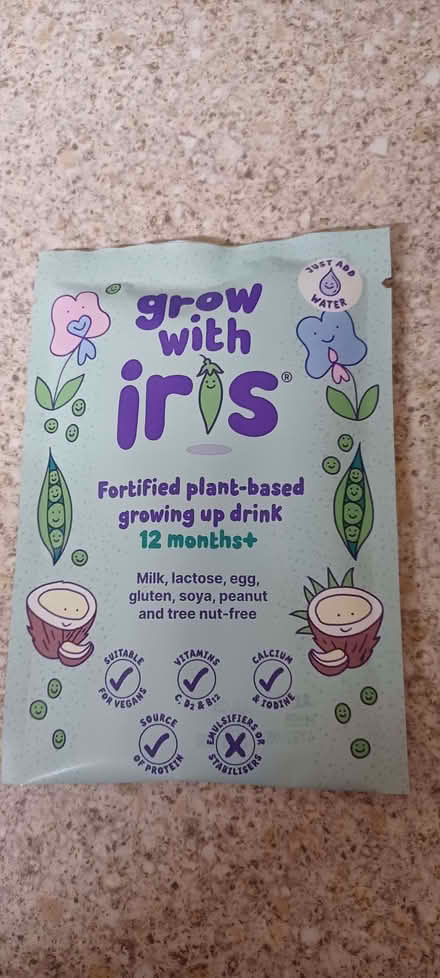 JUST ADD
WATER
grow
with
iris®
Fortified plant-based
growing up drink
12 months+
Milk, lactose, egg,
gluten, soya, peanut
and tree nut-free
SUITABLE
FOR VEGANS
VITAMINS
C, D2 & B12
CALCIUM
& IODINE
SOURCE
OF PROTEIN
EMULSIFIERS OR
STABILISERS